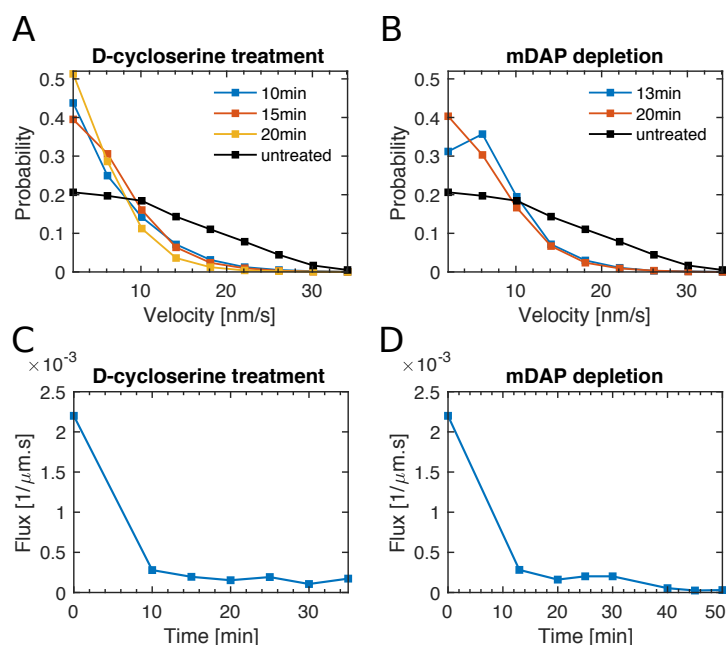 A
D-cycloserine treatment
0.5
0.4
0.3
0.2
0.1
0
Probability
10min
15min
20min
untreated
10
20
30
Velocity [nm/s]
B
mDAP depletion
0.5
0.4
0.3
0.2
0.1
0
Probability
13min
20min
untreated
10
20
30
Velocity [nm/s]
C
×10⁻³
D-cycloserine treatment
2.5
2
1.5
1
0.5
0
Flux [1/μm.s]
0
10
20
30
Time [min]
D
×10⁻³
mDAP depletion
2.5
2
1.5
1
0.5
0
Flux [1/μm.s]
0
10
20
30
40
50
Time [min]